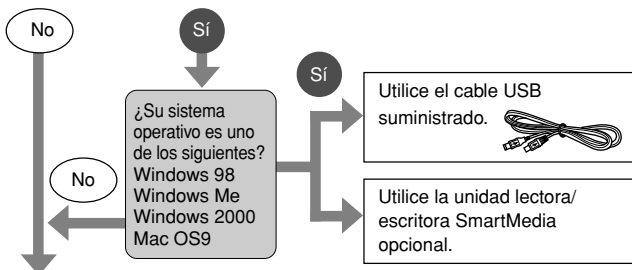 No
Sí
Sí
¿Su sistema
operativo es uno
de los siguientes?
Windows 98
Windows Me
Windows 2000
Mac OS9
No
Utilice el cable USB
suministrado.
Utilice la unidad lectora/
escritora SmartMedia
opcional.